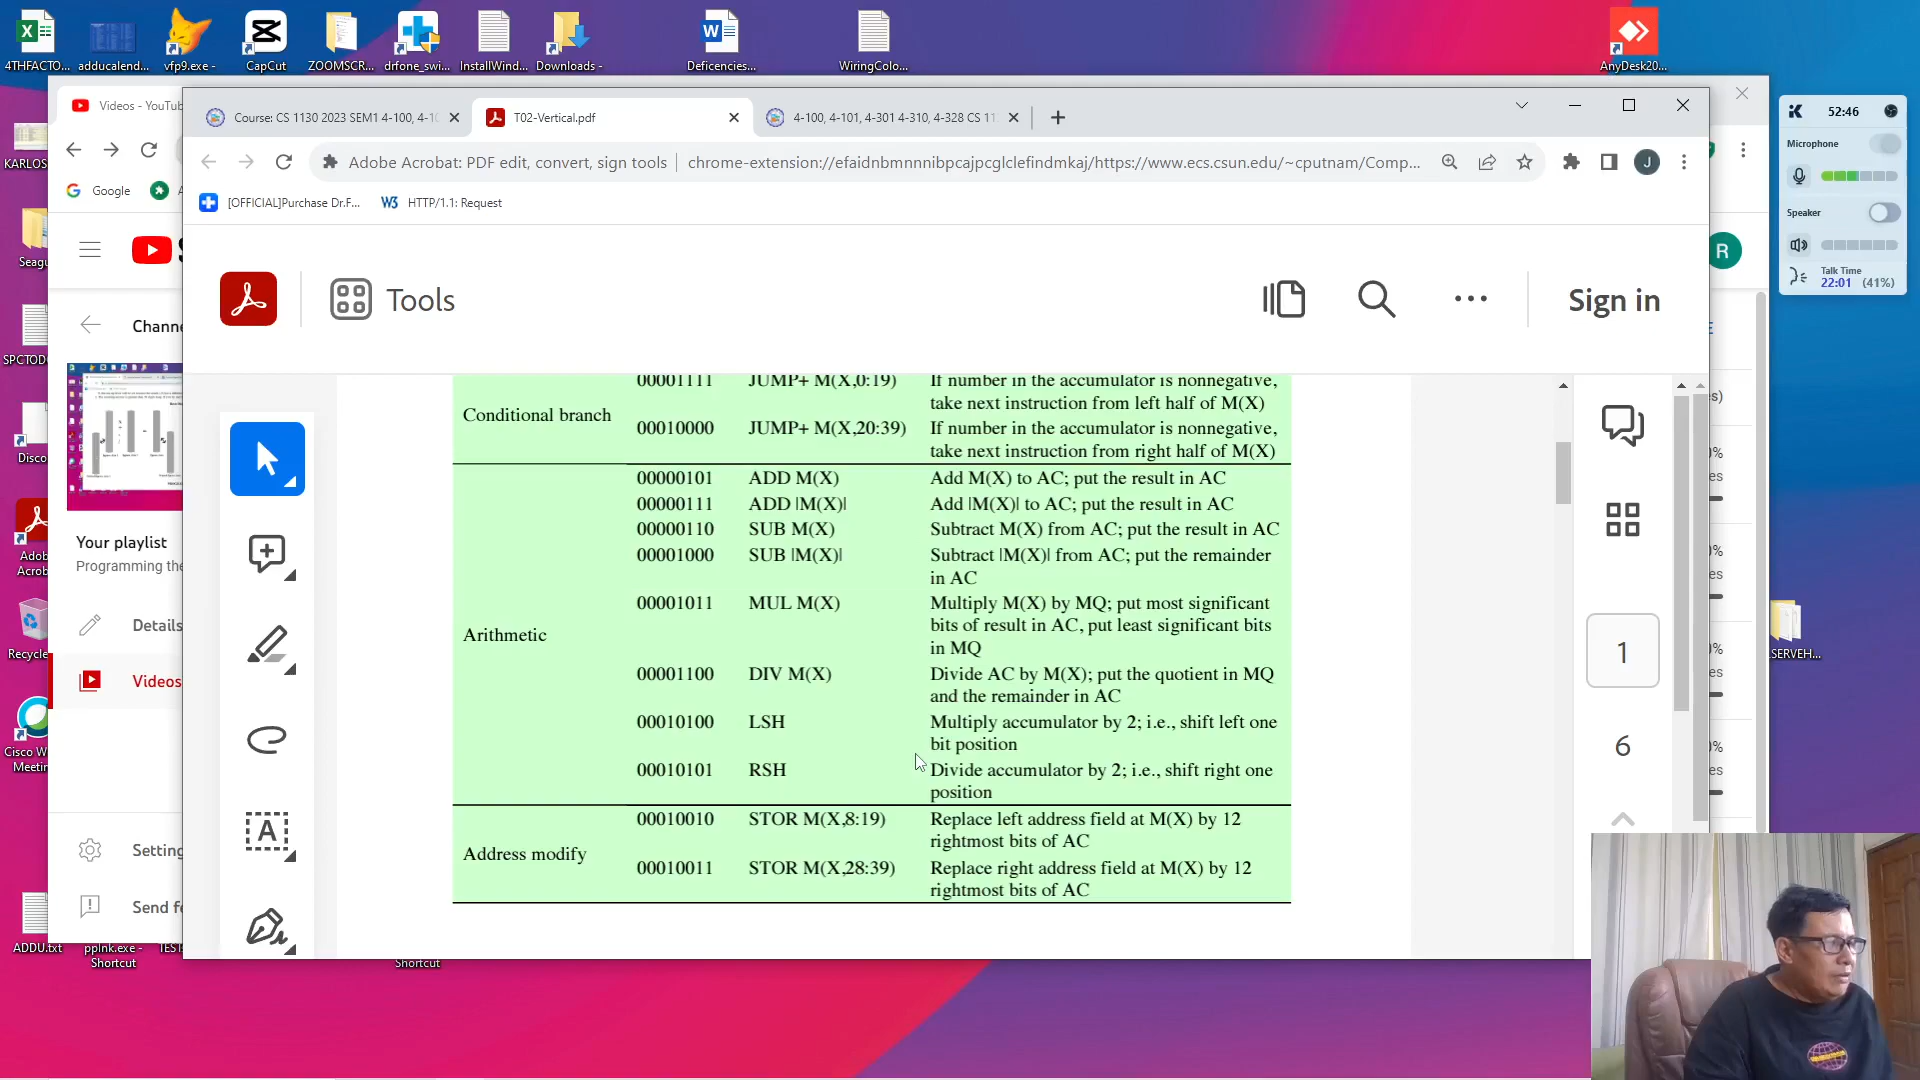 4THFACTO...
adducalend...
vfp9.exe -
CapCut
ZOOMSCR...
drfone_swi...
InstallWind...
Downloads -
Deficencies...
WiringColo...
AnyDesk20...
Videos - YouTub
Course: CS 1130 2023 SEM1 4-100, 4-10
T02-Vertical.pdf
4-100, 4-101, 4-301 4-310, 4-328 CS 11
Adobe Acrobat: PDF edit, convert, sign tools
chrome-extension://efaidnbmnnnibpcajpcglclefindmkaj/https://www.ecs.csun.edu/~cputnam/Comp...
J
Google
[OFFICIAL]Purchase Dr.F...
W3 HTTP/1.1: Request
52:46
Microphone
Speaker
Talk Time
22:01 (41%)
R
KARLOS
Seagu
SPCTOD
Disco
Adob
Acrob
Recycle
Cisco W
Meetin
ADDU.txt
pplnk.exe -
Shortcut
TEST
Shortcut
SERVEH...
Channe
Your playlist
Programming the
Details
Videos
Setting
Send fe
Tools
Sign in
Conditional branch
00001111 JUMP+ M(X,0:19) If number in the accumulator is nonnegative,
take next instruction from left half of M(X)
00010000 JUMP+ M(X,20:39) If number in the accumulator is nonnegative,
take next instruction from right half of M(X)
Arithmetic
00000101 ADD M(X) Add M(X) to AC; put the result in AC
00000111 ADD |M(X)| Add |M(X)| to AC; put the result in AC
00000110 SUB M(X) Subtract M(X) from AC; put the result in AC
00001000 SUB |M(X)| Subtract |M(X)| from AC; put the remainder
in AC
00001011 MUL M(X) Multiply M(X) by MQ; put most significant
bits of result in AC, put least significant bits
in MQ
00001100 DIV M(X) Divide AC by M(X); put the quotient in MQ
and the remainder in AC
00010100 LSH Multiply accumulator by 2; i.e., shift left one
bit position
00010101 RSH Divide accumulator by 2; i.e., shift right one
position
Address modify
00010010 STOR M(X,8:19) Replace left address field at M(X) by 12
rightmost bits of AC
00010011 STOR M(X,28:39) Replace right address field at M(X) by 12
rightmost bits of AC
1
6